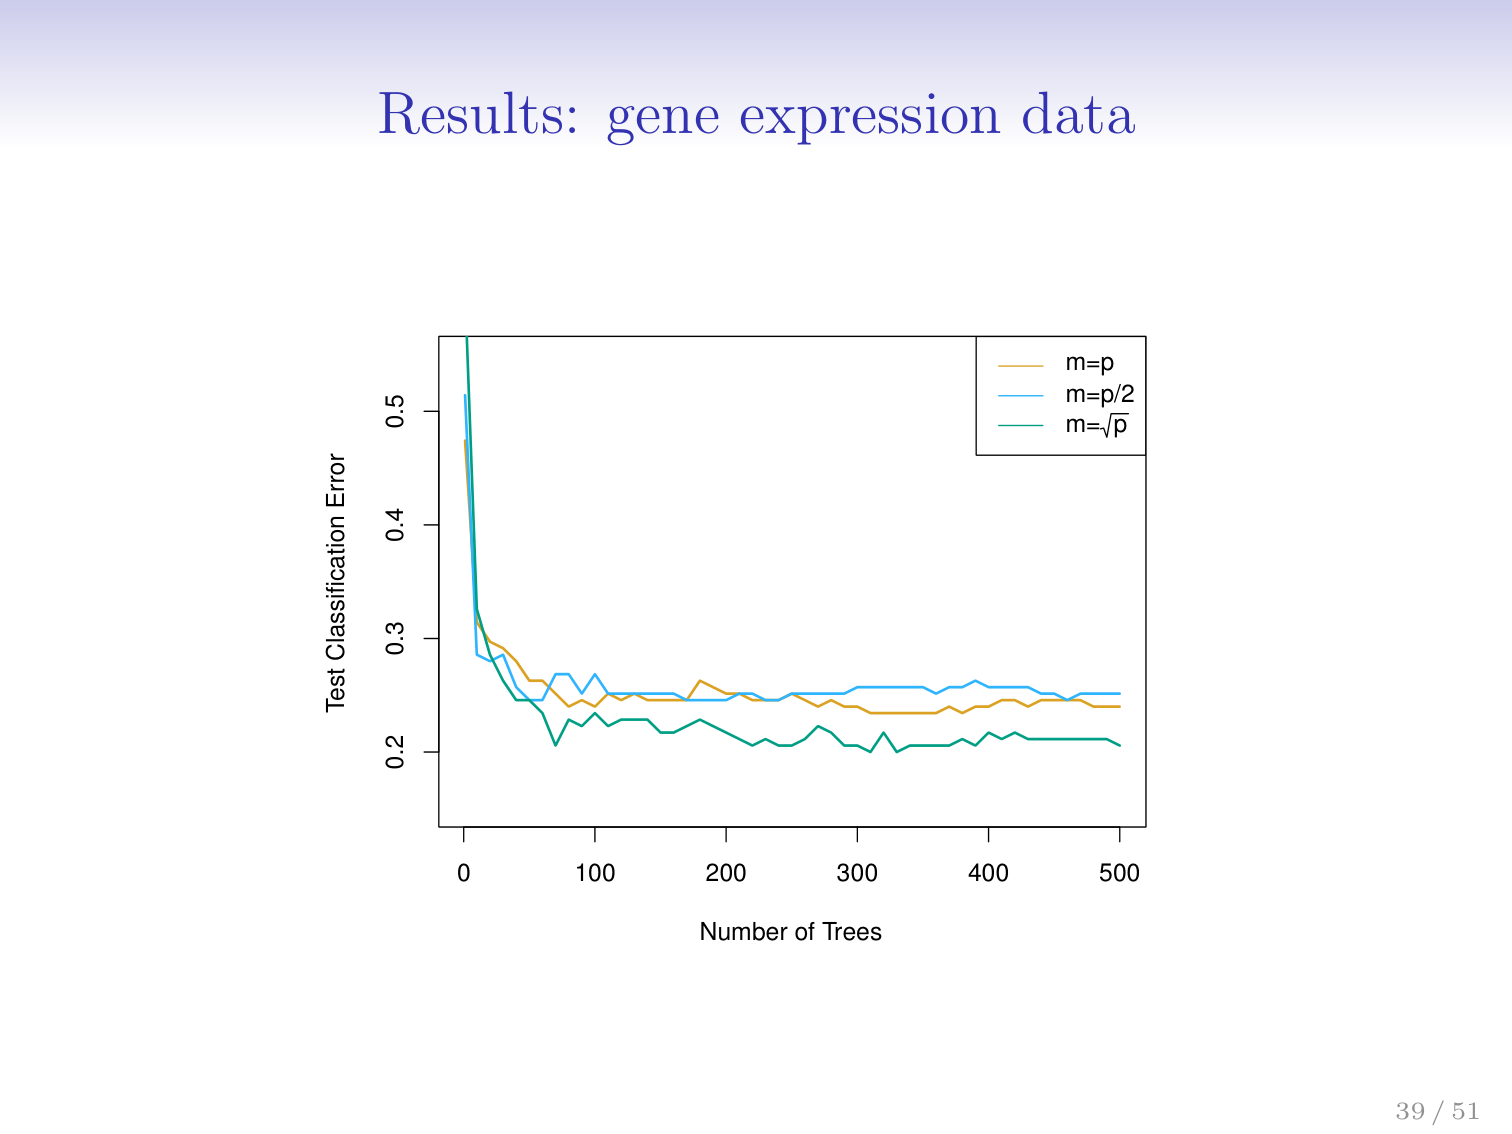 Results: gene expression data
m=p
m=p/2
m=√p
0.5
0.4
0.3
0.2
Test Classification Error
0 100 200 300 400 500
Number of Trees
39 / 51